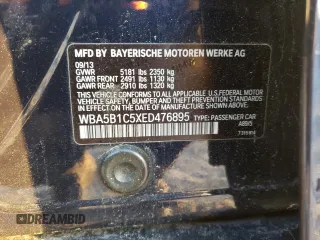 MFD BY BAYERISCHE MOTOREN WERKE AG
09/13
GVWR 5181 lbs 2350 kg
GAWR FRONT 2491 lbs 1130 kg
GAWR REAR 2910 lbs 1320 kg
THIS VEHICLE CONFORMS TO ALL APPLICABLE U.S. FEDERAL MOTOR
VEHICLE SAFETY, BUMPER, AND THEFT PREVENTION STANDARDS IN
EFFECT ON THE DATE OF MANUFACTURE SHOWN ABOVE.
WBA5B1C5XED476895 TYPE: PASSENGER CAR
DREAMBID